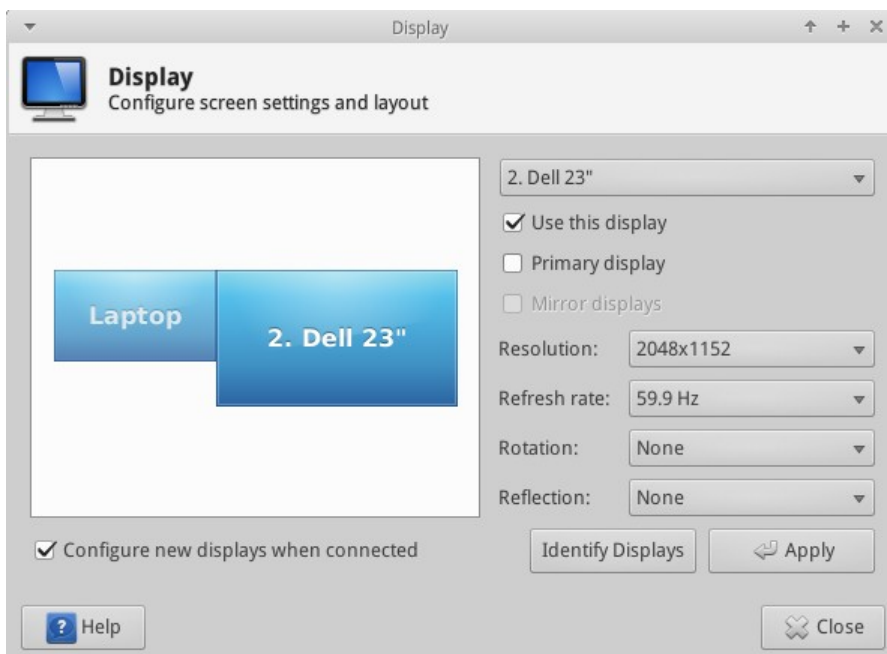 Display
Display
Configure screen settings and layout
2. Dell 23"
Use this display
Primary display
Mirror displays
Laptop
2. Dell 23"
Resolution: 2048x1152
Refresh rate: 59.9 Hz
Rotation: None
Reflection: None
Configure new displays when connected
Identify Displays
Apply
Help
Close